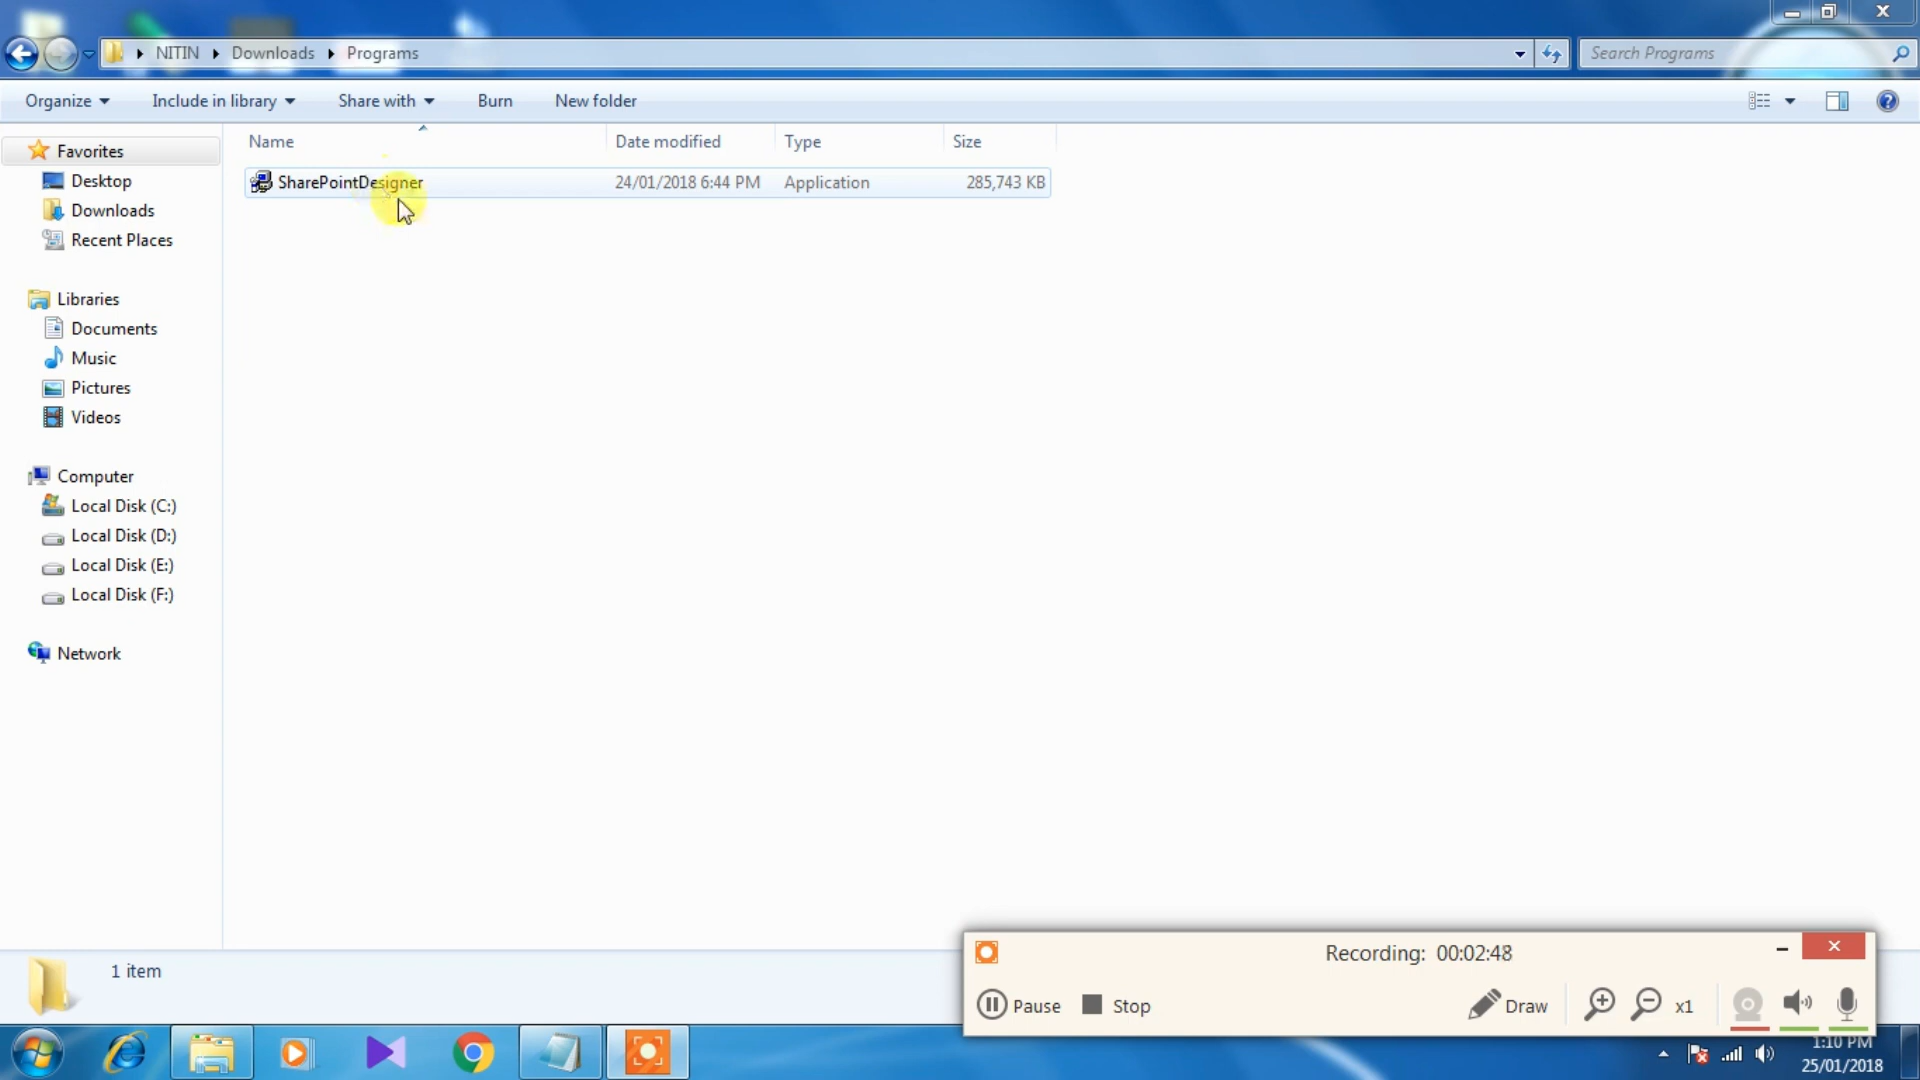 NITIN Downloads Programs
Search Programs
Organize Include in library Share with Burn New folder
Name Date modified Type Size
Favorites
SharePointDesigner 24/01/2018 6:44 PM Application 285,743 KB
Desktop
Downloads
Recent Places
Libraries
Documents
Music
Pictures
Videos
Computer
Local Disk (C:)
Local Disk (D:)
Local Disk (E:)
Local Disk (F:)
Network
1 item
Recording: 00:02:48
Pause Stop Draw x1
1:10 PM
25/01/2018